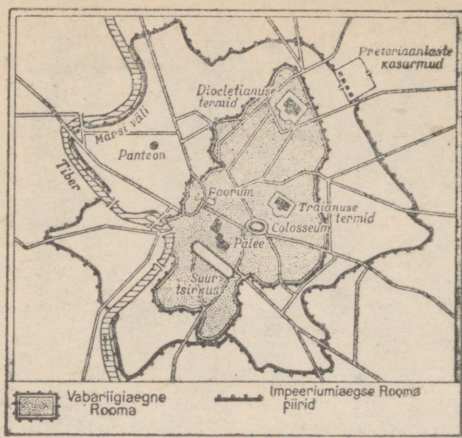 Pretoriaanlaste
kasarmud
Diocletianuse
termid
Marsi väli
Panteon
Tiber
Foorum
Traianuse
termid
Colosseum
Palee
Suur
tsirkus
Vabariigiaegne
Rooma
Impeeriumiaegse Rooma
piirid